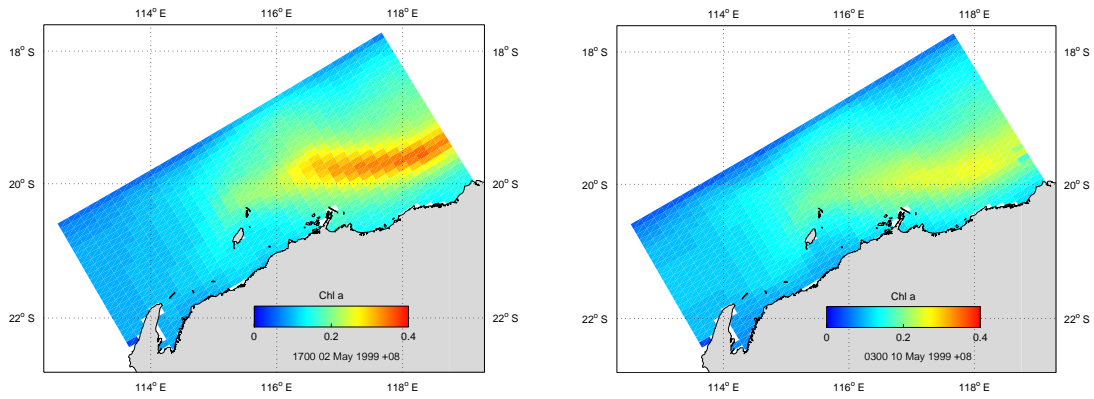 114° E 116° E 118° E
18° S 18° S
20° S 20° S
22° S 22° S
Chl a
0 0.2 0.4
1700 02 May 1999 +08
114° E 116° E 118° E
114° E 116° E 118° E
18° S 18° S
20° S 20° S
22° S 22° S
Chl a
0 0.2 0.4
0300 10 May 1999 +08
114° E 116° E 118° E